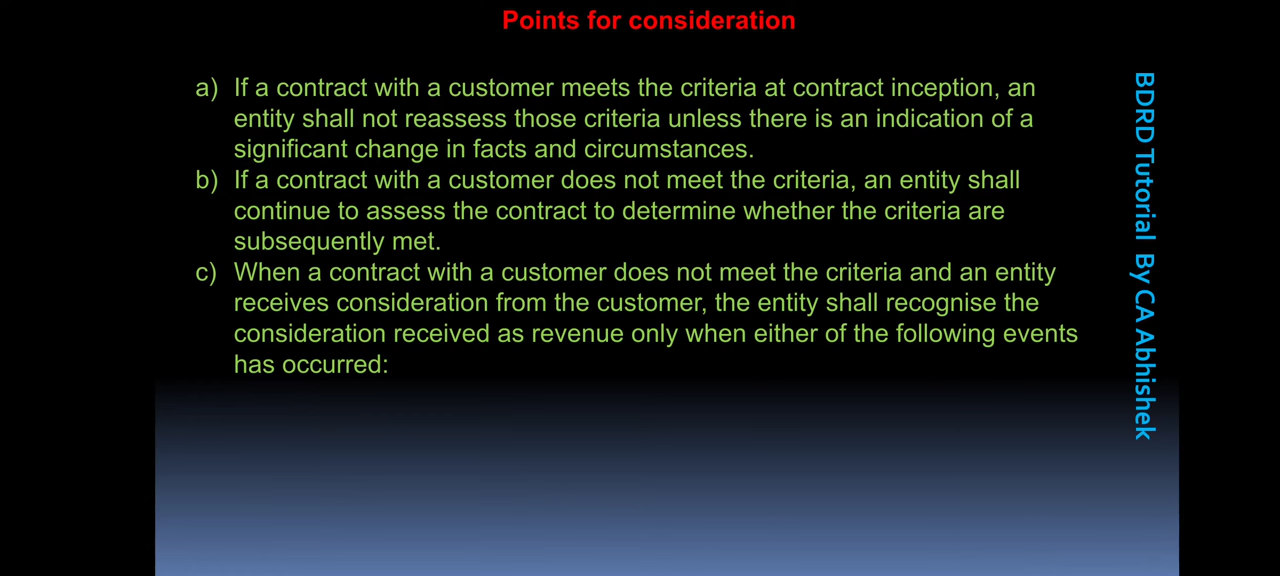 Points for consideration
a) If a contract with a customer meets the criteria at contract inception, an
entity shall not reassess those criteria unless there is an indication of a
significant change in facts and circumstances.
b) If a contract with a customer does not meet the criteria, an entity shall
continue to assess the contract to determine whether the criteria are
subsequently met.
c) When a contract with a customer does not meet the criteria and an entity
receives consideration from the customer, the entity shall recognise the
consideration received as revenue only when either of the following events
has occurred:
BDRD Tutorial By CA Abhishek